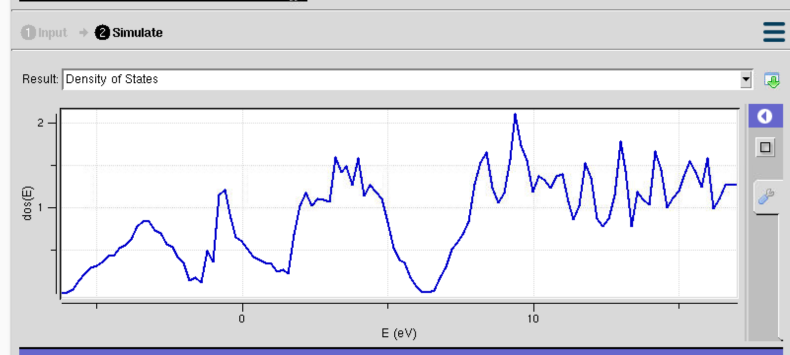 1 Input → 2 Simulate
Result: Density of States
2
1
dos(E)
0
10
E (eV)